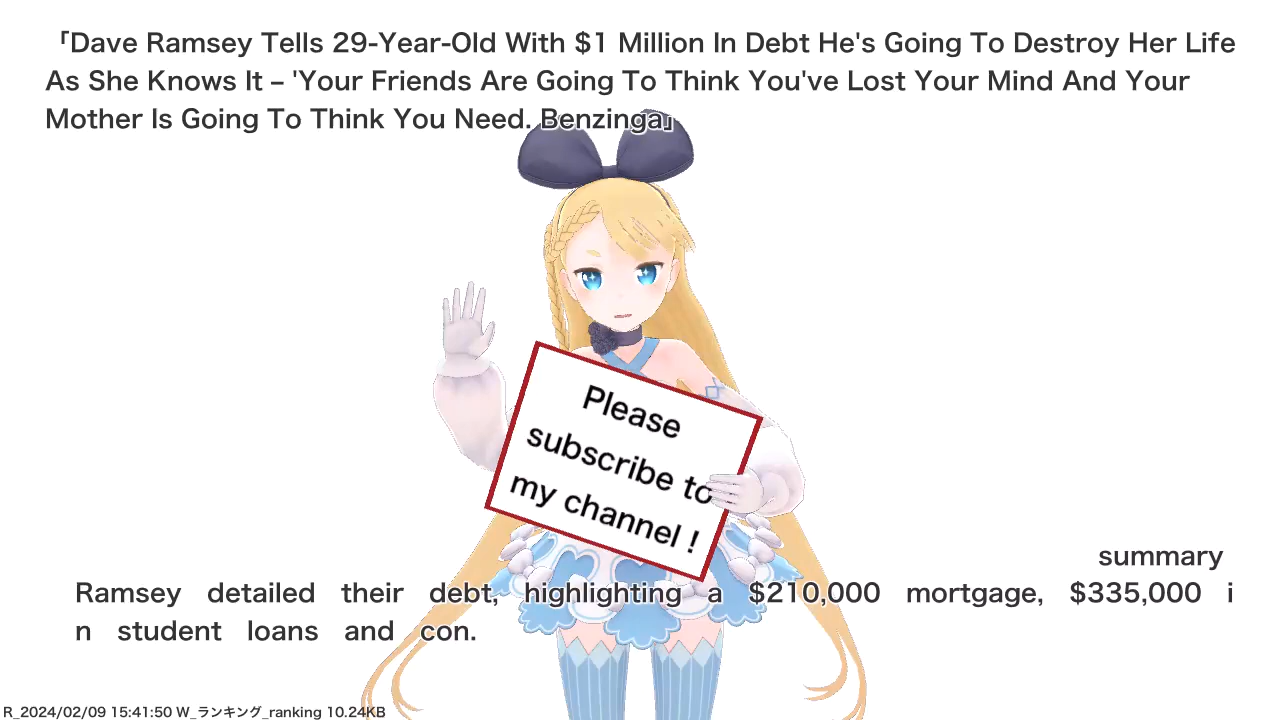 「Dave Ramsey Tells 29-Year-Old With $1 Million In Debt He's Going To Destroy Her Life
As She Knows It – 'Your Friends Are Going To Think You've Lost Your Mind And Your
Mother Is Going To Think You Need. Benzinga」
Please
subscribe to
my channel !
summary
Ramsey detailed their debt, highlighting a $210,000 mortgage, $335,000 i
n student loans and con.
R_2024/02/09 15:41:50 W_ランキング_ranking 10.24KB